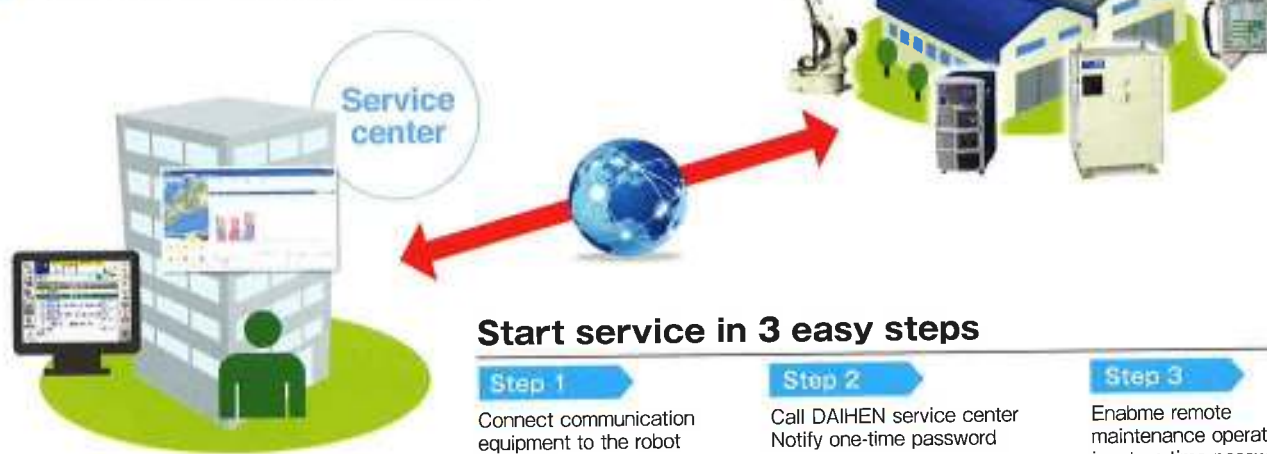 Service
center
Start service in 3 easy steps
Step 1
Connect communication
equipment to the robot
Step 2
Call DAIHEN service center
Notify one-time password
Step 3
Enabme remote
maintenance operat